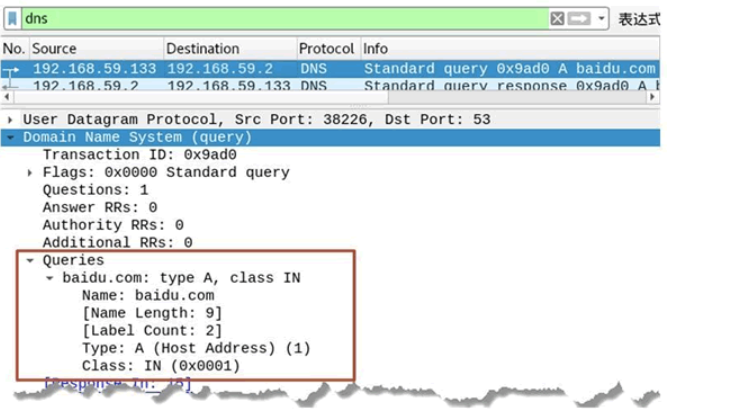 dns 表达式
No. Source Destination Protocol Info
192.168.59.133 192.168.59.2 DNS Standard query 0x9ad0 A baidu.com
192.168.59.2 192.168.59.133 DNS Standard query response 0x9ad0 A
User Datagram Protocol, Src Port: 38226, Dst Port: 53
Domain Name System (query)
Transaction ID: 0x9ad0
Flags: 0x0000 Standard query
Questions: 1
Answer RRs: 0
Authority RRs: 0
Additional RRs: 0
Queries
baidu.com: type A, class IN
Name: baidu.com
[Name Length: 9]
[Label Count: 2]
Type: A (Host Address) (1)
Class: IN (0x0001)
[Response In: 15]